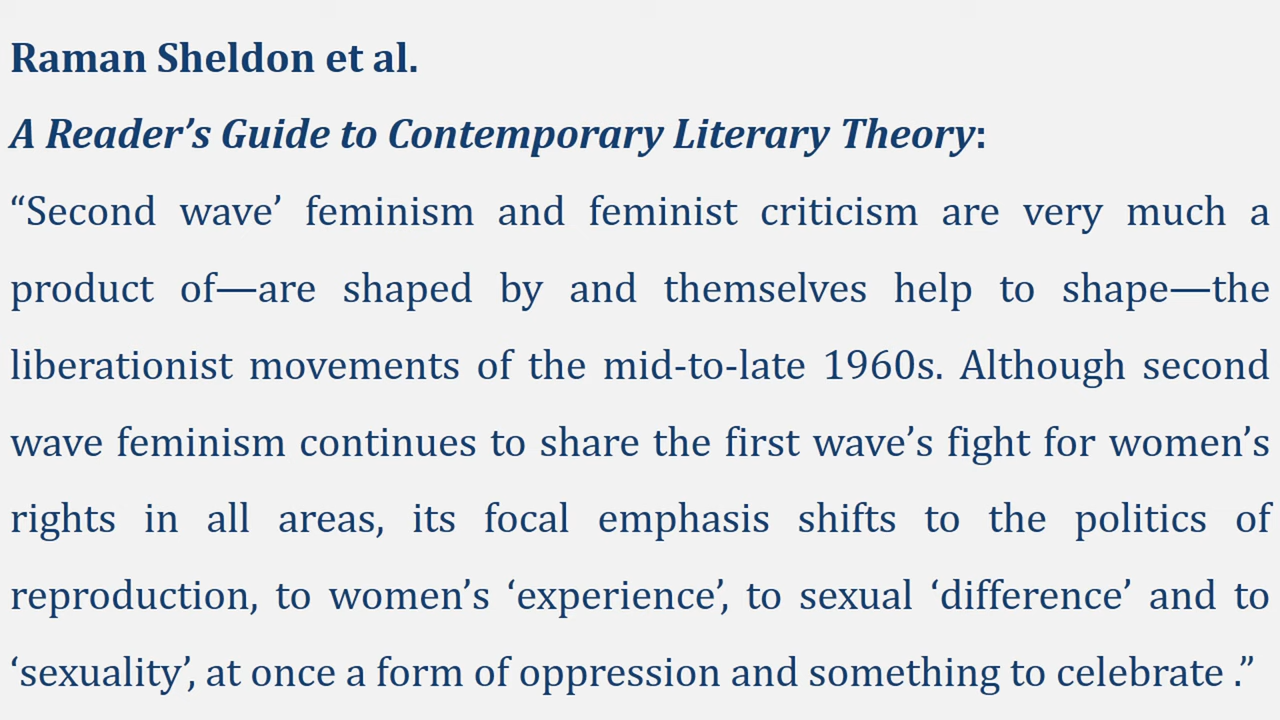 Raman Sheldon et al.
A Reader’s Guide to Contemporary Literary Theory:
“Second wave’ feminism and feminist criticism are very much a
product of—are shaped by and themselves help to shape—the
liberationist movements of the mid-to-late 1960s. Although second
wave feminism continues to share the first wave’s fight for women’s
rights in all areas, its focal emphasis shifts to the politics of
reproduction, to women’s ‘experience’, to sexual ‘difference’ and to
‘sexuality’, at once a form of oppression and something to celebrate .”